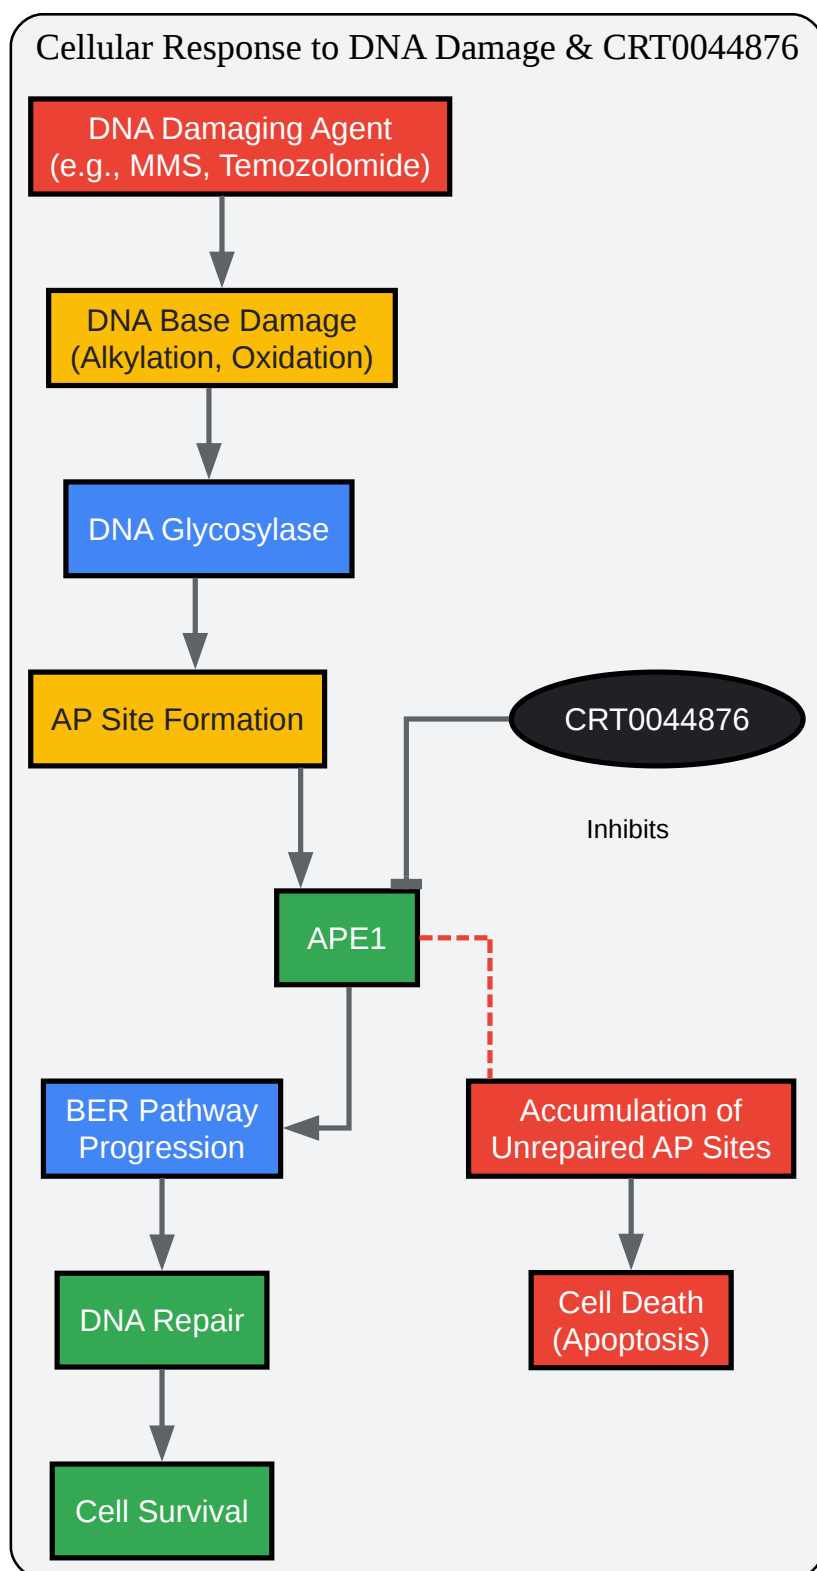 Cellular Response to DNA Damage & CRT0044876
DNA Damaging Agent
(e.g., MMS, Temozolomide)
DNA Base Damage
(Alkylation, Oxidation)
DNA Glycosylase
AP Site Formation
CRT0044876
Inhibits
APE1
BER Pathway
Progression
Accumulation of
Unrepaired AP Sites
DNA Repair
Cell Death
(Apoptosis)
Cell Survival